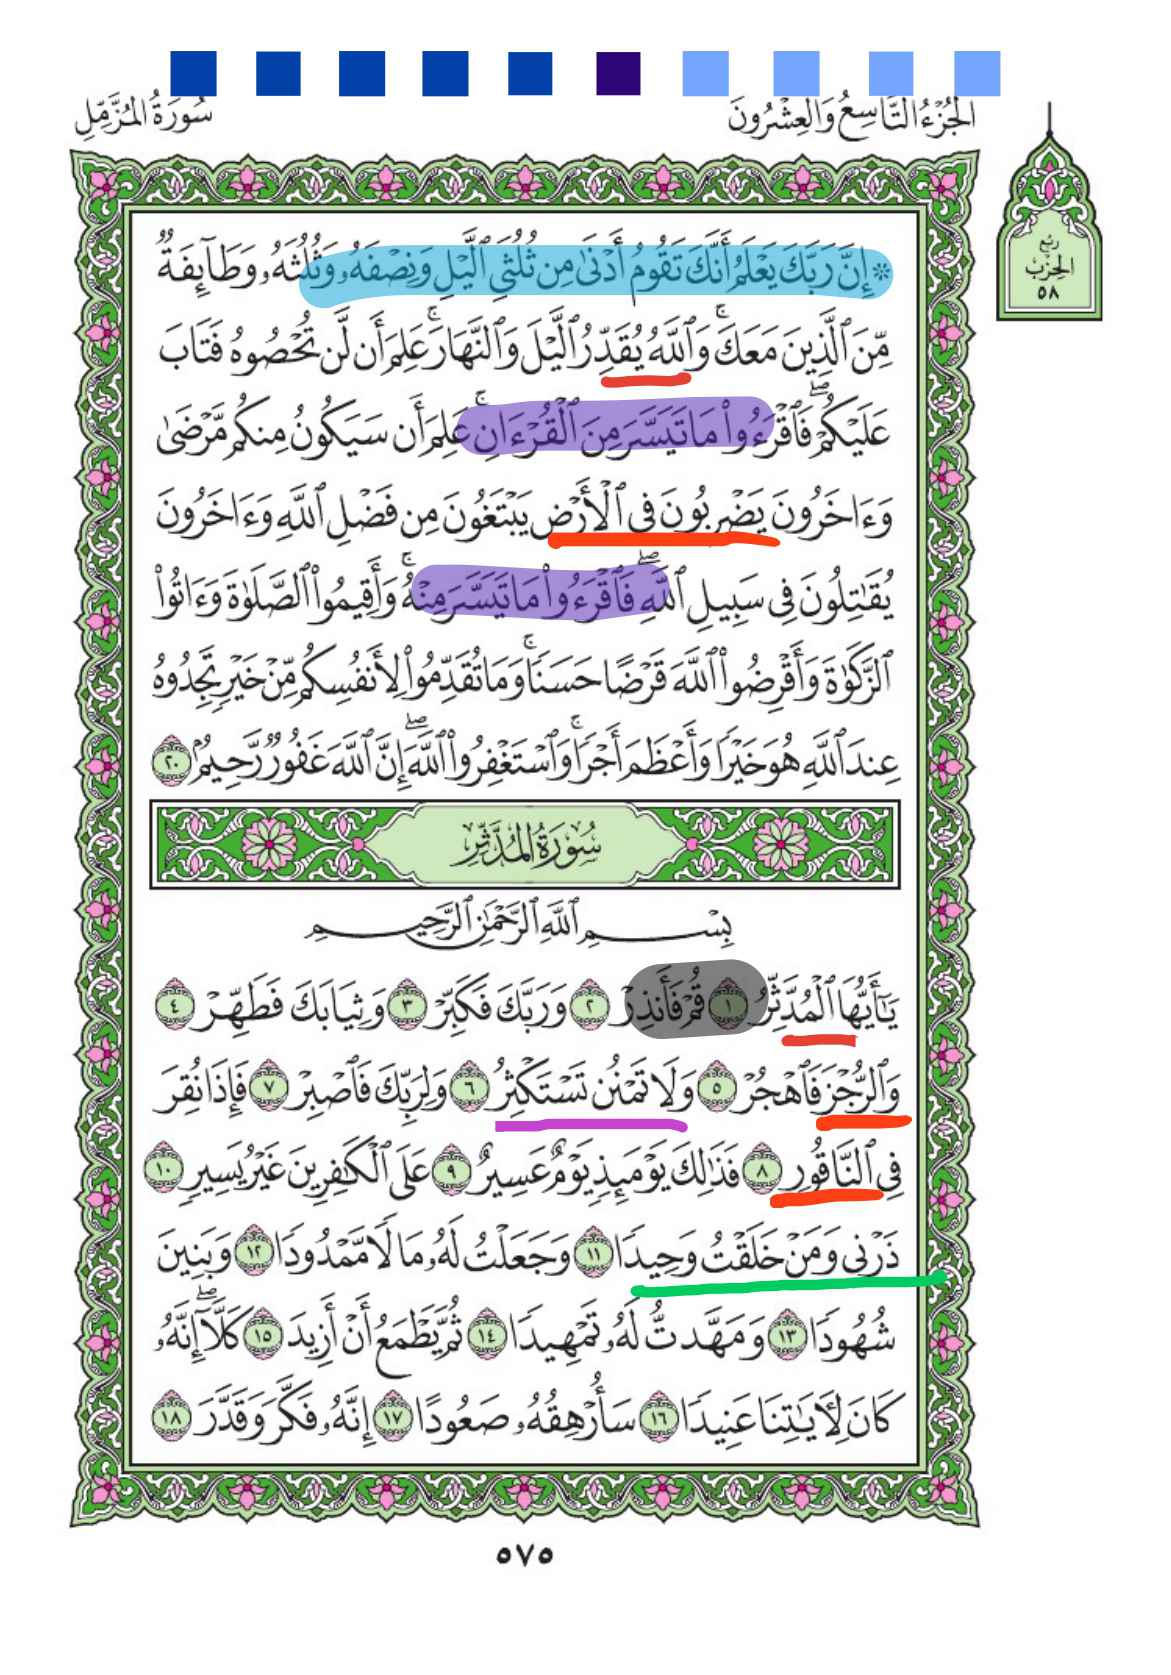 سُورَةُ المُزَّمِّلِ
الجُزْءُ التَّاسِعُ وَالعِشْرُونَ
رُبْعُ
الحِزْبِ
٥٨
۞ إِنَّ رَبَّكَ يَعْلَمُ أَنَّكَ تَقُومُ أَدْنَىٰ مِن ثُلُثَيِ ٱلَّيْلِ وَنِصْفَهُۥ وَثُلُثَهُۥ وَطَآئِفَةٌ
مِّنَ ٱلَّذِينَ مَعَكَۚ وَٱللَّهُ يُقَدِّرُ ٱلَّيْلَ وَٱلنَّهَارَۚ عَلِمَ أَن لَّن تُحْصُوهُ فَتَابَ
عَلَيْكُمْۖ فَٱقْرَءُوا۟ مَا تَيَسَّرَ مِنَ ٱلْقُرْءَانِۚ عَلِمَ أَن سَيَكُونُ مِنكُم مَّرْضَىٰ
وَءَاخَرُونَ يَضْرِبُونَ فِى ٱلْأَرْضِ يَبْتَغُونَ مِن فَضْلِ ٱللَّهِ وَءَاخَرُونَ
يُقَٰتِلُونَ فِى سَبِيلِ ٱللَّهِۖ فَٱقْرَءُوا۟ مَا تَيَسَّرَ مِنْهُۚ وَأَقِيمُوا۟ ٱلصَّلَوٰةَ وَءَاتُوا۟
ٱلزَّكَوٰةَ وَأَقْرِضُوا۟ ٱللَّهَ قَرْضًا حَسَنًاۚ وَمَا تُقَدِّمُوا۟ لِأَنفُسِكُم مِّنْ خَيْرٍ تَجِدُوهُ
عِندَ ٱللَّهِ هُوَ خَيْرًا وَأَعْظَمَ أَجْرًاۚ وَٱسْتَغْفِرُوا۟ ٱللَّهَۖ إِنَّ ٱللَّهَ غَفُورٌ رَّحِيمٌۢ ٢٠
سُورَةُ المُدَّثِّرِ
بِسْمِ ٱللَّهِ ٱلرَّحْمَٰنِ ٱلرَّحِيمِ
يَٰٓأَيُّهَا ٱلْمُدَّثِّرُ ١ قُمْ فَأَنذِرْ ٢ وَرَبَّكَ فَكَبِّرْ ٣ وَثِيَابَكَ فَطَهِّرْ ٤
وَٱلرُّجْزَ فَٱهْجُرْ ٥ وَلَا تَمْنُن تَسْتَكْثِرُ ٦ وَلِرَبِّكَ فَٱصْبِرْ ٧ فَإِذَا نُقِرَ
فِى ٱلنَّاقُورِ ٨ فَذَٰلِكَ يَوْمَئِذٍ يَوْمٌ عَسِيرٌ ٩ عَلَى ٱلْكَٰفِرِينَ غَيْرُ يَسِيرٍ ١٠
ذَرْنِى وَمَنْ خَلَقْتُ وَحِيدًا ١١ وَجَعَلْتُ لَهُۥ مَالًا مَّمْدُودًا ١٢ وَبَنِينَ
شُهُودًا ١٣ وَمَهَّدتُّ لَهُۥ تَمْهِيدًا ١٤ ثُمَّ يَطْمَعُ أَنْ أَزِيدَ ١٥ كَلَّآۖ إِنَّهُۥ
كَانَ لِـَٔايَٰتِنَا عَنِيدًا ١٦ سَأُرْهِقُهُۥ صَعُودًا ١٧ إِنَّهُۥ فَكَّرَ وَقَدَّرَ ١٨
٥٧٥